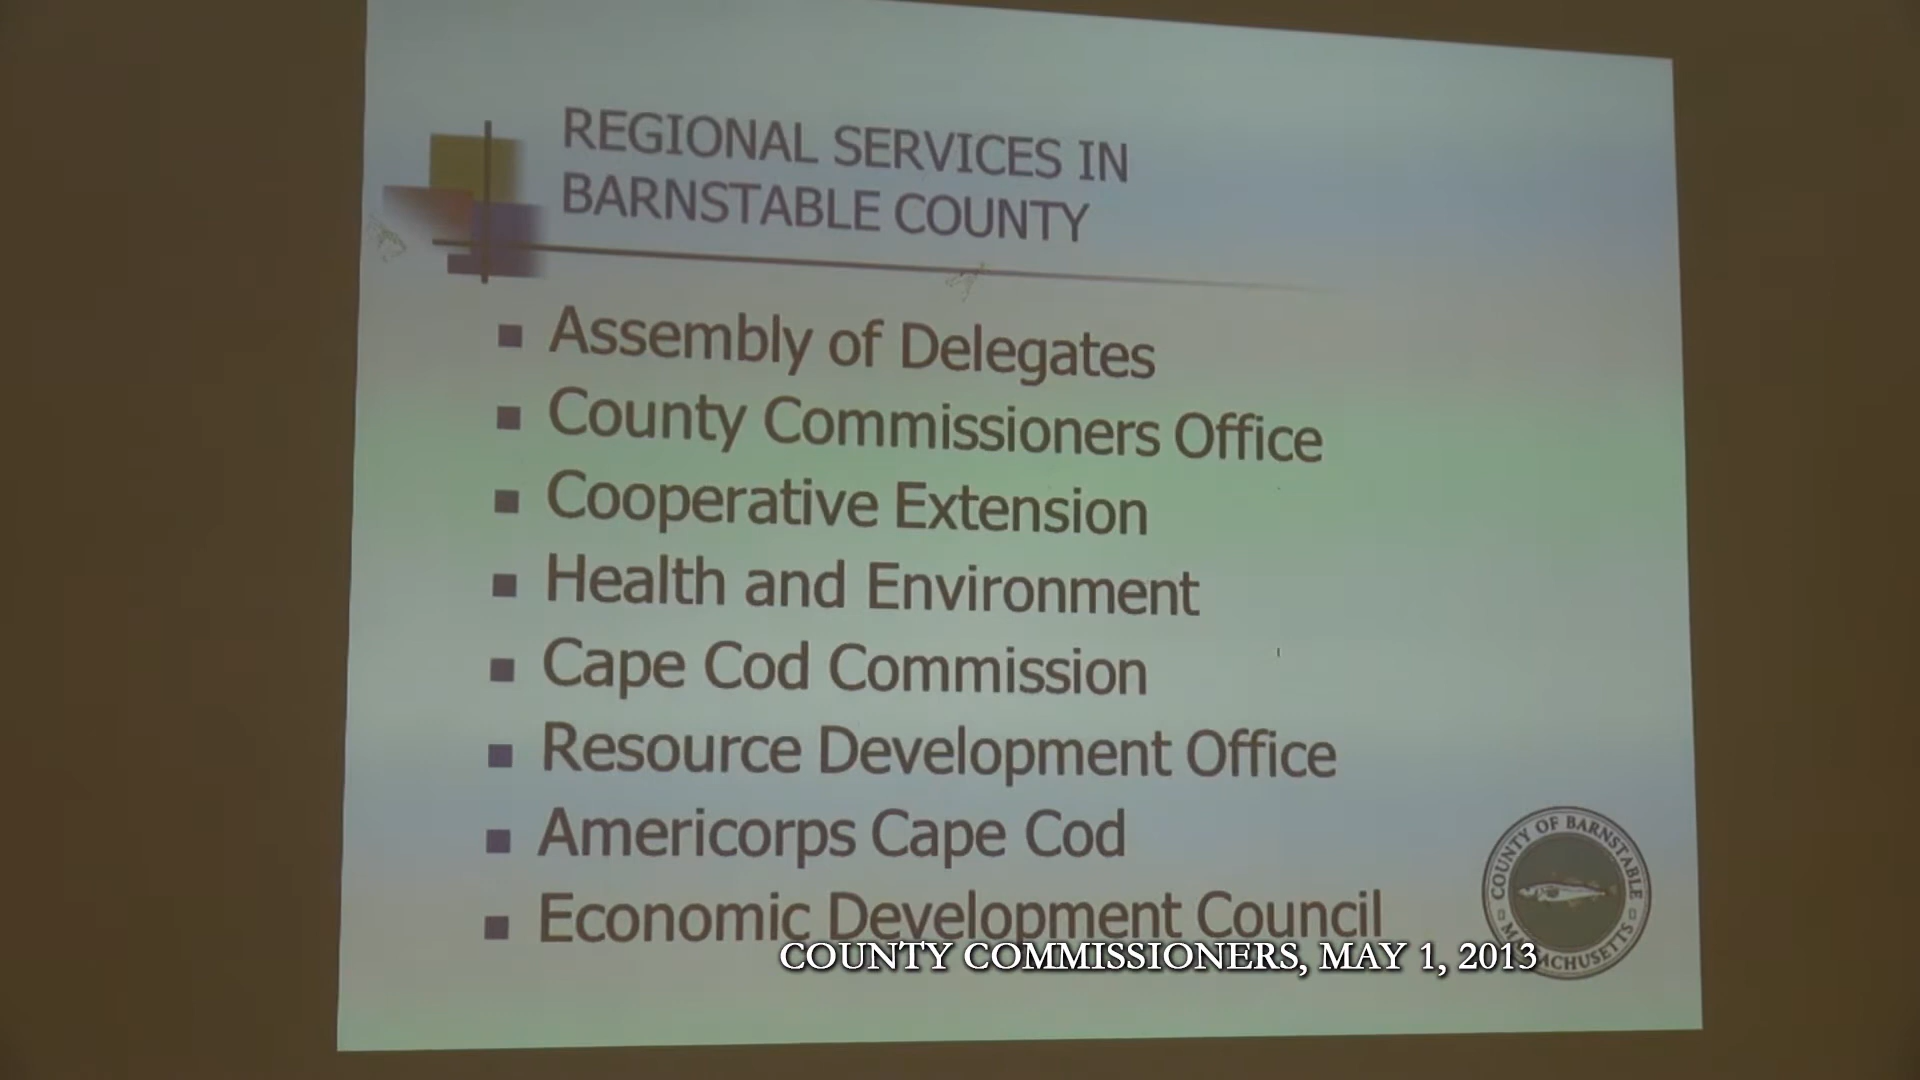 REGIONAL SERVICES IN
BARNSTABLE COUNTY
Assembly of Delegates
County Commissioners Office
Cooperative Extension
Health and Environment
Cape Cod Commission
Resource Development Office
Americorps Cape Cod
Economic Development Council
COUNTY OF BARNSTABLE
COUNTY COMMISSIONERS, MAY 1, 2013